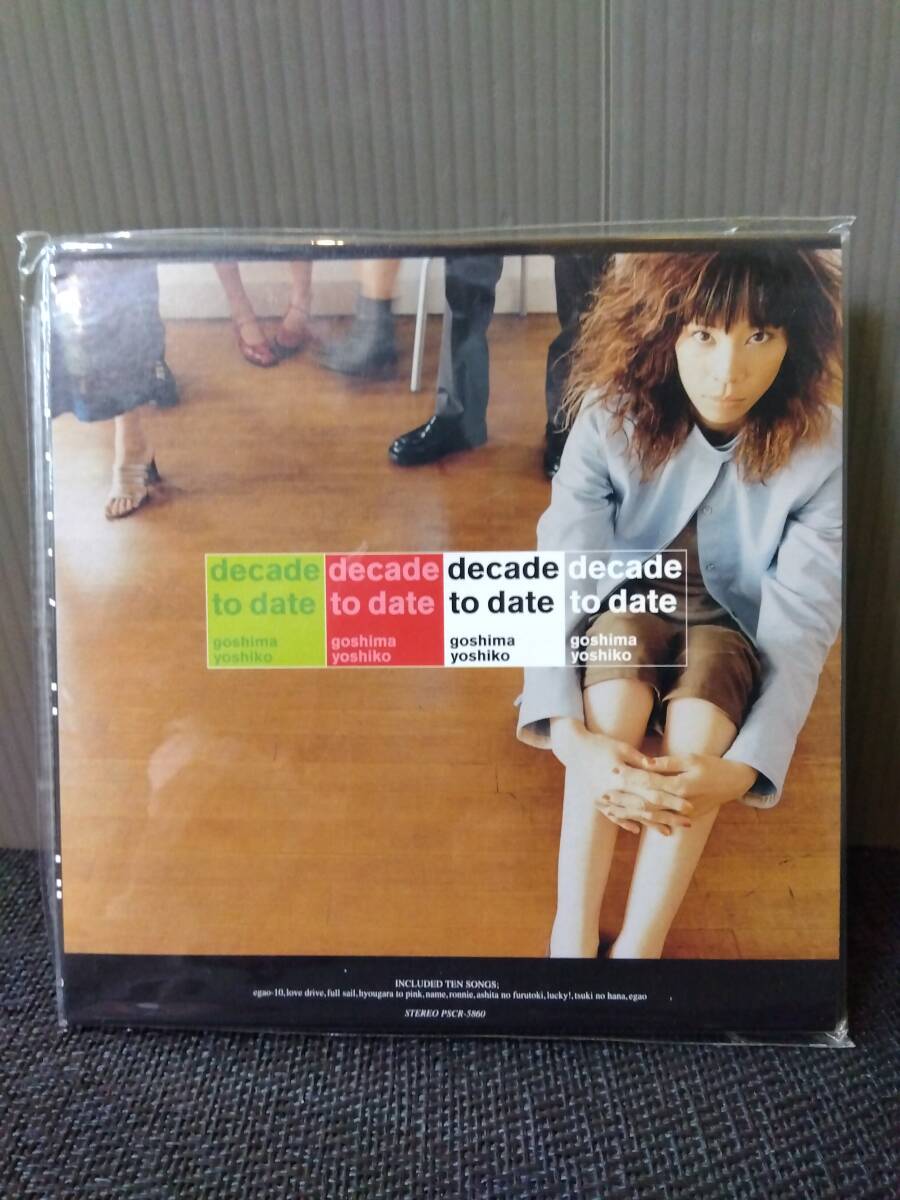 decade
to date
goshima
yoshiko
decade
to date
goshima
yoshiko
decade
to date
goshima
yoshiko
decade
to date
goshima
yoshiko
INCLUDED TEN SONGS;
egao-10,love drive,full sail,hyougara to pink,name,ronnie,ashita no furutoki,lucky!,tsuki no hana,egao
STEREO PSCR-5860